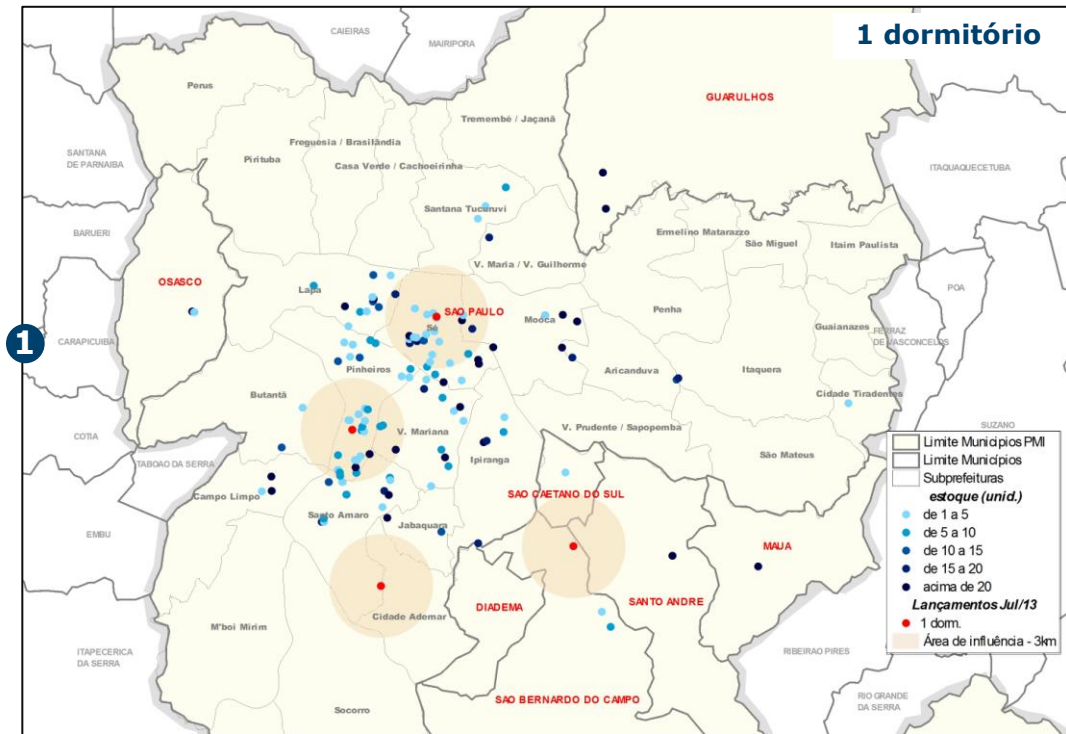 1 dormitório
CAIEIRAS
MAIRIPORA
Perus
GUARULHOS
Tremembé / Jaçanã
Freguesia / Brasilândia
SANTANA
DE PARNAIBA
Pirituba
Casa Verde / Cachoeirinha
ITAQUAQUECETUBA
Santana Tucuruvi
Ermelino Matarazzo
São Miguel
Itaim Paulista
BARUERI
V. Maria / V. Guilherme
OSASCO
Lapa
POA
SAO PAULO
Penha
Sé
Mooca
Guaianazes
FERRAZ
DE VASCONCELOS
1
CARAPICUIBA
Pinheiros
Aricanduva
Itaquera
Butantã
Cidade Tiradentes
SUZANO
COTIA
V. Mariana
V. Prudente / Sapopemba
TABOAO DA SERRA
Ipiranga
São Mateus
Campo Limpo
SAO CAETANO DO SUL
Santo Amaro
Jabaquara
EMBU
MAUA
SANTO ANDRE
DIADEMA
Cidade Ademar
M'boi Mirim
ITAPECERICA
DA SERRA
RIBEIRAO PIRES
SAO BERNARDO DO CAMPO
RIO GRANDE
DA SERRA
Socorro
Limite Municipios PMI
Limite Municípios
Subprefeituras
estoque (unid.)
de 1 a 5
de 5 a 10
de 10 a 15
de 15 a 20
acima de 20
Lançamentos Jul/13
1 dorm.
Área de influência - 3km